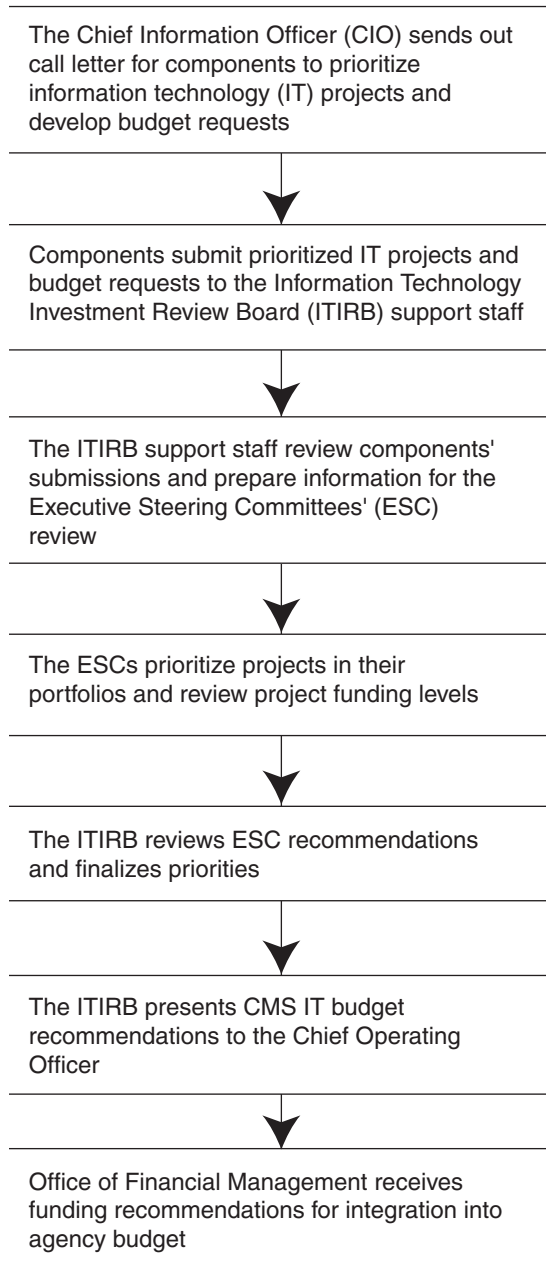 The Chief Information Officer (CIO) sends out
call letter for components to prioritize
information technology (IT) projects and
develop budget requests
Components submit prioritized IT projects and
budget requests to the Information Technology
Investment Review Board (ITIRB) support staff
The ITIRB support staff review components'
submissions and prepare information for the
Executive Steering Committees' (ESC)
review
The ESCs prioritize projects in their
portfolios and review project funding levels
The ITIRB reviews ESC recommendations
and finalizes priorities
The ITIRB presents CMS IT budget
recommendations to the Chief Operating
Officer
Office of Financial Management receives
funding recommendations for integration into
agency budget